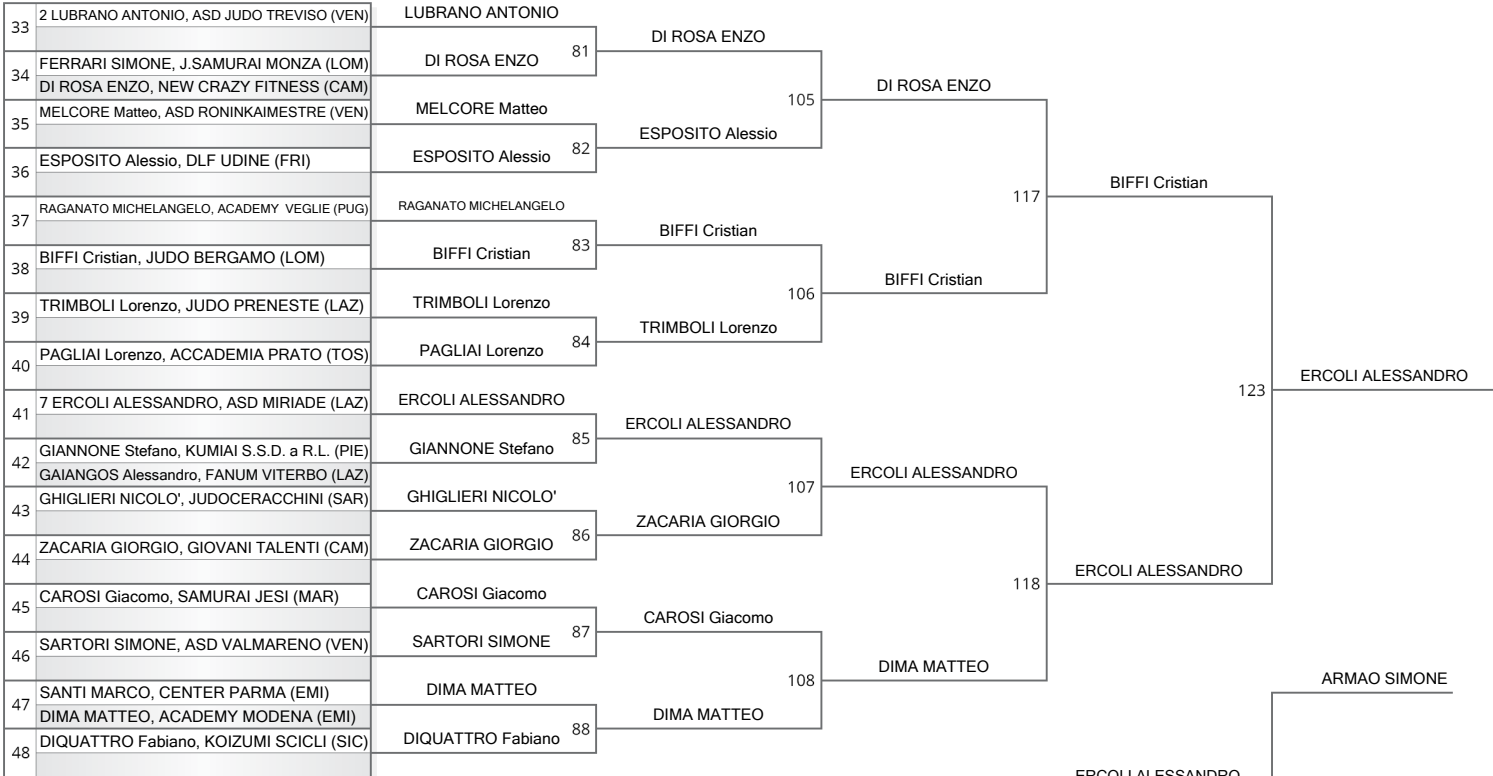 33
2 LUBRANO ANTONIO, ASD JUDO TREVISO (VEN)
34
FERRARI SIMONE, J.SAMURAI MONZA (LOM)
DI ROSA ENZO, NEW CRAZY FITNESS (CAM)
35
MELCORE Matteo, ASD RONINKAIMESTRE (VEN)
36
ESPOSITO Alessio, DLF UDINE (FRI)
37
RAGANATO MICHELANGELO, ACADEMY VEGLIE (PUG)
38
BIFFI Cristian, JUDO BERGAMO (LOM)
39
TRIMBOLI Lorenzo, JUDO PRENESTE (LAZ)
40
PAGLIAI Lorenzo, ACCADEMIA PRATO (TOS)
41
7 ERCOLI ALESSANDRO, ASD MIRIADE (LAZ)
42
GIANNONE Stefano, KUMIAI S.S.D. a R.L. (PIE)
GAIANGOS Alessandro, FANUM VITERBO (LAZ)
43
GHIGLIERI NICOLO', JUDOCERACCHINI (SAR)
44
ZACARIA GIORGIO, GIOVANI TALENTI (CAM)
45
CAROSI Giacomo, SAMURAI JESI (MAR)
46
SARTORI SIMONE, ASD VALMARENO (VEN)
47
SANTI MARCO, CENTER PARMA (EMI)
DIMA MATTEO, ACADEMY MODENA (EMI)
48
DIQUATTRO Fabiano, KOIZUMI SCICLI (SIC)
LUBRANO ANTONIO
81
DI ROSA ENZO
MELCORE Matteo
82
ESPOSITO Alessio
RAGANATO MICHELANGELO
83
BIFFI Cristian
TRIMBOLI Lorenzo
84
PAGLIAI Lorenzo
ERCOLI ALESSANDRO
85
GIANNONE Stefano
GHIGLIERI NICOLO'
86
ZACARIA GIORGIO
CAROSI Giacomo
87
SARTORI SIMONE
DIMA MATTEO
88
DIQUATTRO Fabiano
DI ROSA ENZO
105
ESPOSITO Alessio
BIFFI Cristian
106
TRIMBOLI Lorenzo
ERCOLI ALESSANDRO
107
ZACARIA GIORGIO
CAROSI Giacomo
108
DIMA MATTEO
DI ROSA ENZO
117
BIFFI Cristian
ERCOLI ALESSANDRO
118
DIMA MATTEO
BIFFI Cristian
123
ERCOLI ALESSANDRO
ERCOLI ALESSANDRO
ARMAO SIMONE
ERCOLI ALESSANDRO